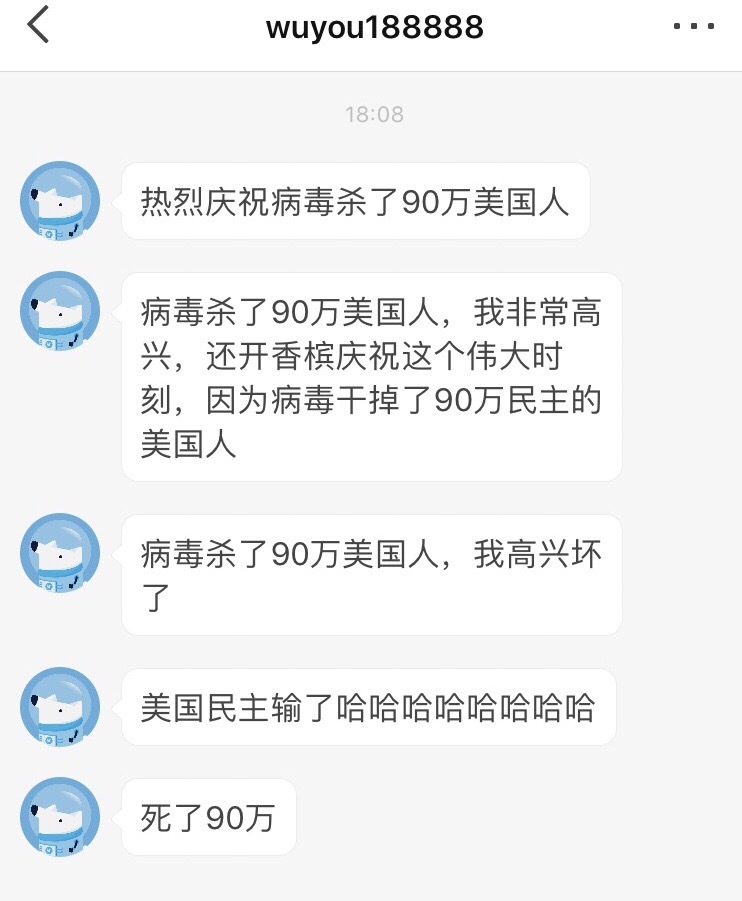 wuyou188888
18:08
热烈庆祝病毒杀了90万美国人
病毒杀了90万美国人，我非常高
兴，还开香槟庆祝这个伟大时
刻，因为病毒干掉了90万民主的
美国人
病毒杀了90万美国人，我高兴坏
了
美国民主输了哈哈哈哈哈哈哈哈
死了90万